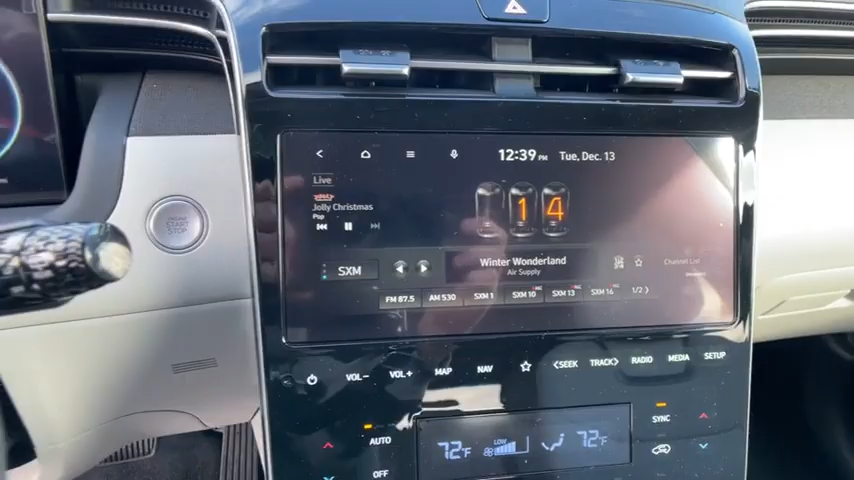 12:39 PM Tue, Dec. 13
Live
Jolly Christmas
Pop
14
SXM
Winter Wonderland
Air Supply
Channel List
FM 87.5 AM 530 SXM 1 SXM 10 SXM 13 SXM 16 1/2 >
ENGINE
START
STOP
VOL− VOL+ MAP NAV ☆ <SEEK TRACK> RADIO MEDIA SETUP
AUTO
OFF
72°F LOW 72°F
SYNC